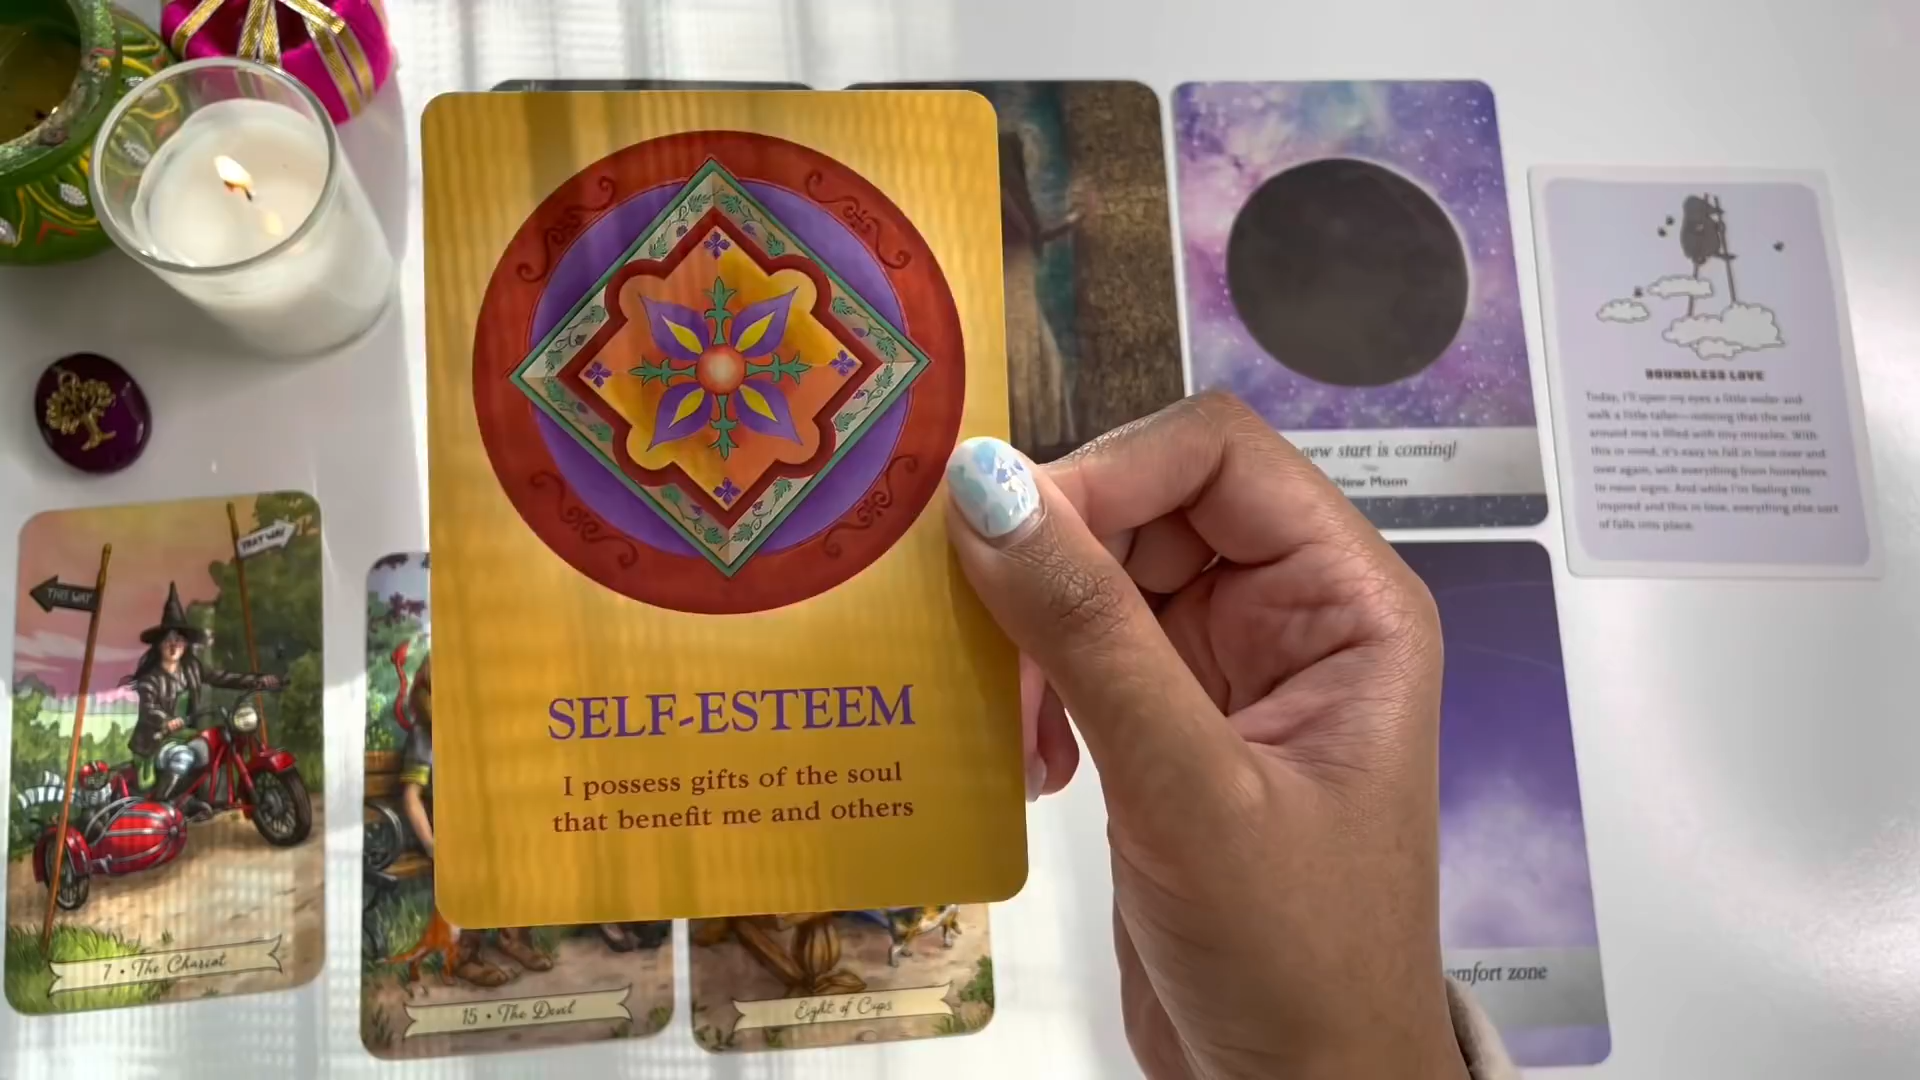 SELF-ESTEEM
I possess gifts of the soul
that benefit me and others
new start is coming!
New Moon
BOUNDLESS LOVE
Today, I'll open my eyes a little wider and
walk a little taller—noticing that the world
around me is filled with tiny miracles. With
this in mind, it's easy to fall in love over and
over again, with everything from honeybees
to neon signs. And while I'm feeling this
inspired and this in love, everything else sort
of falls into place.
THIS WAY
THAT WAY
7 • The Chariot
15 • The Devil
Eight of Cups
comfort zone